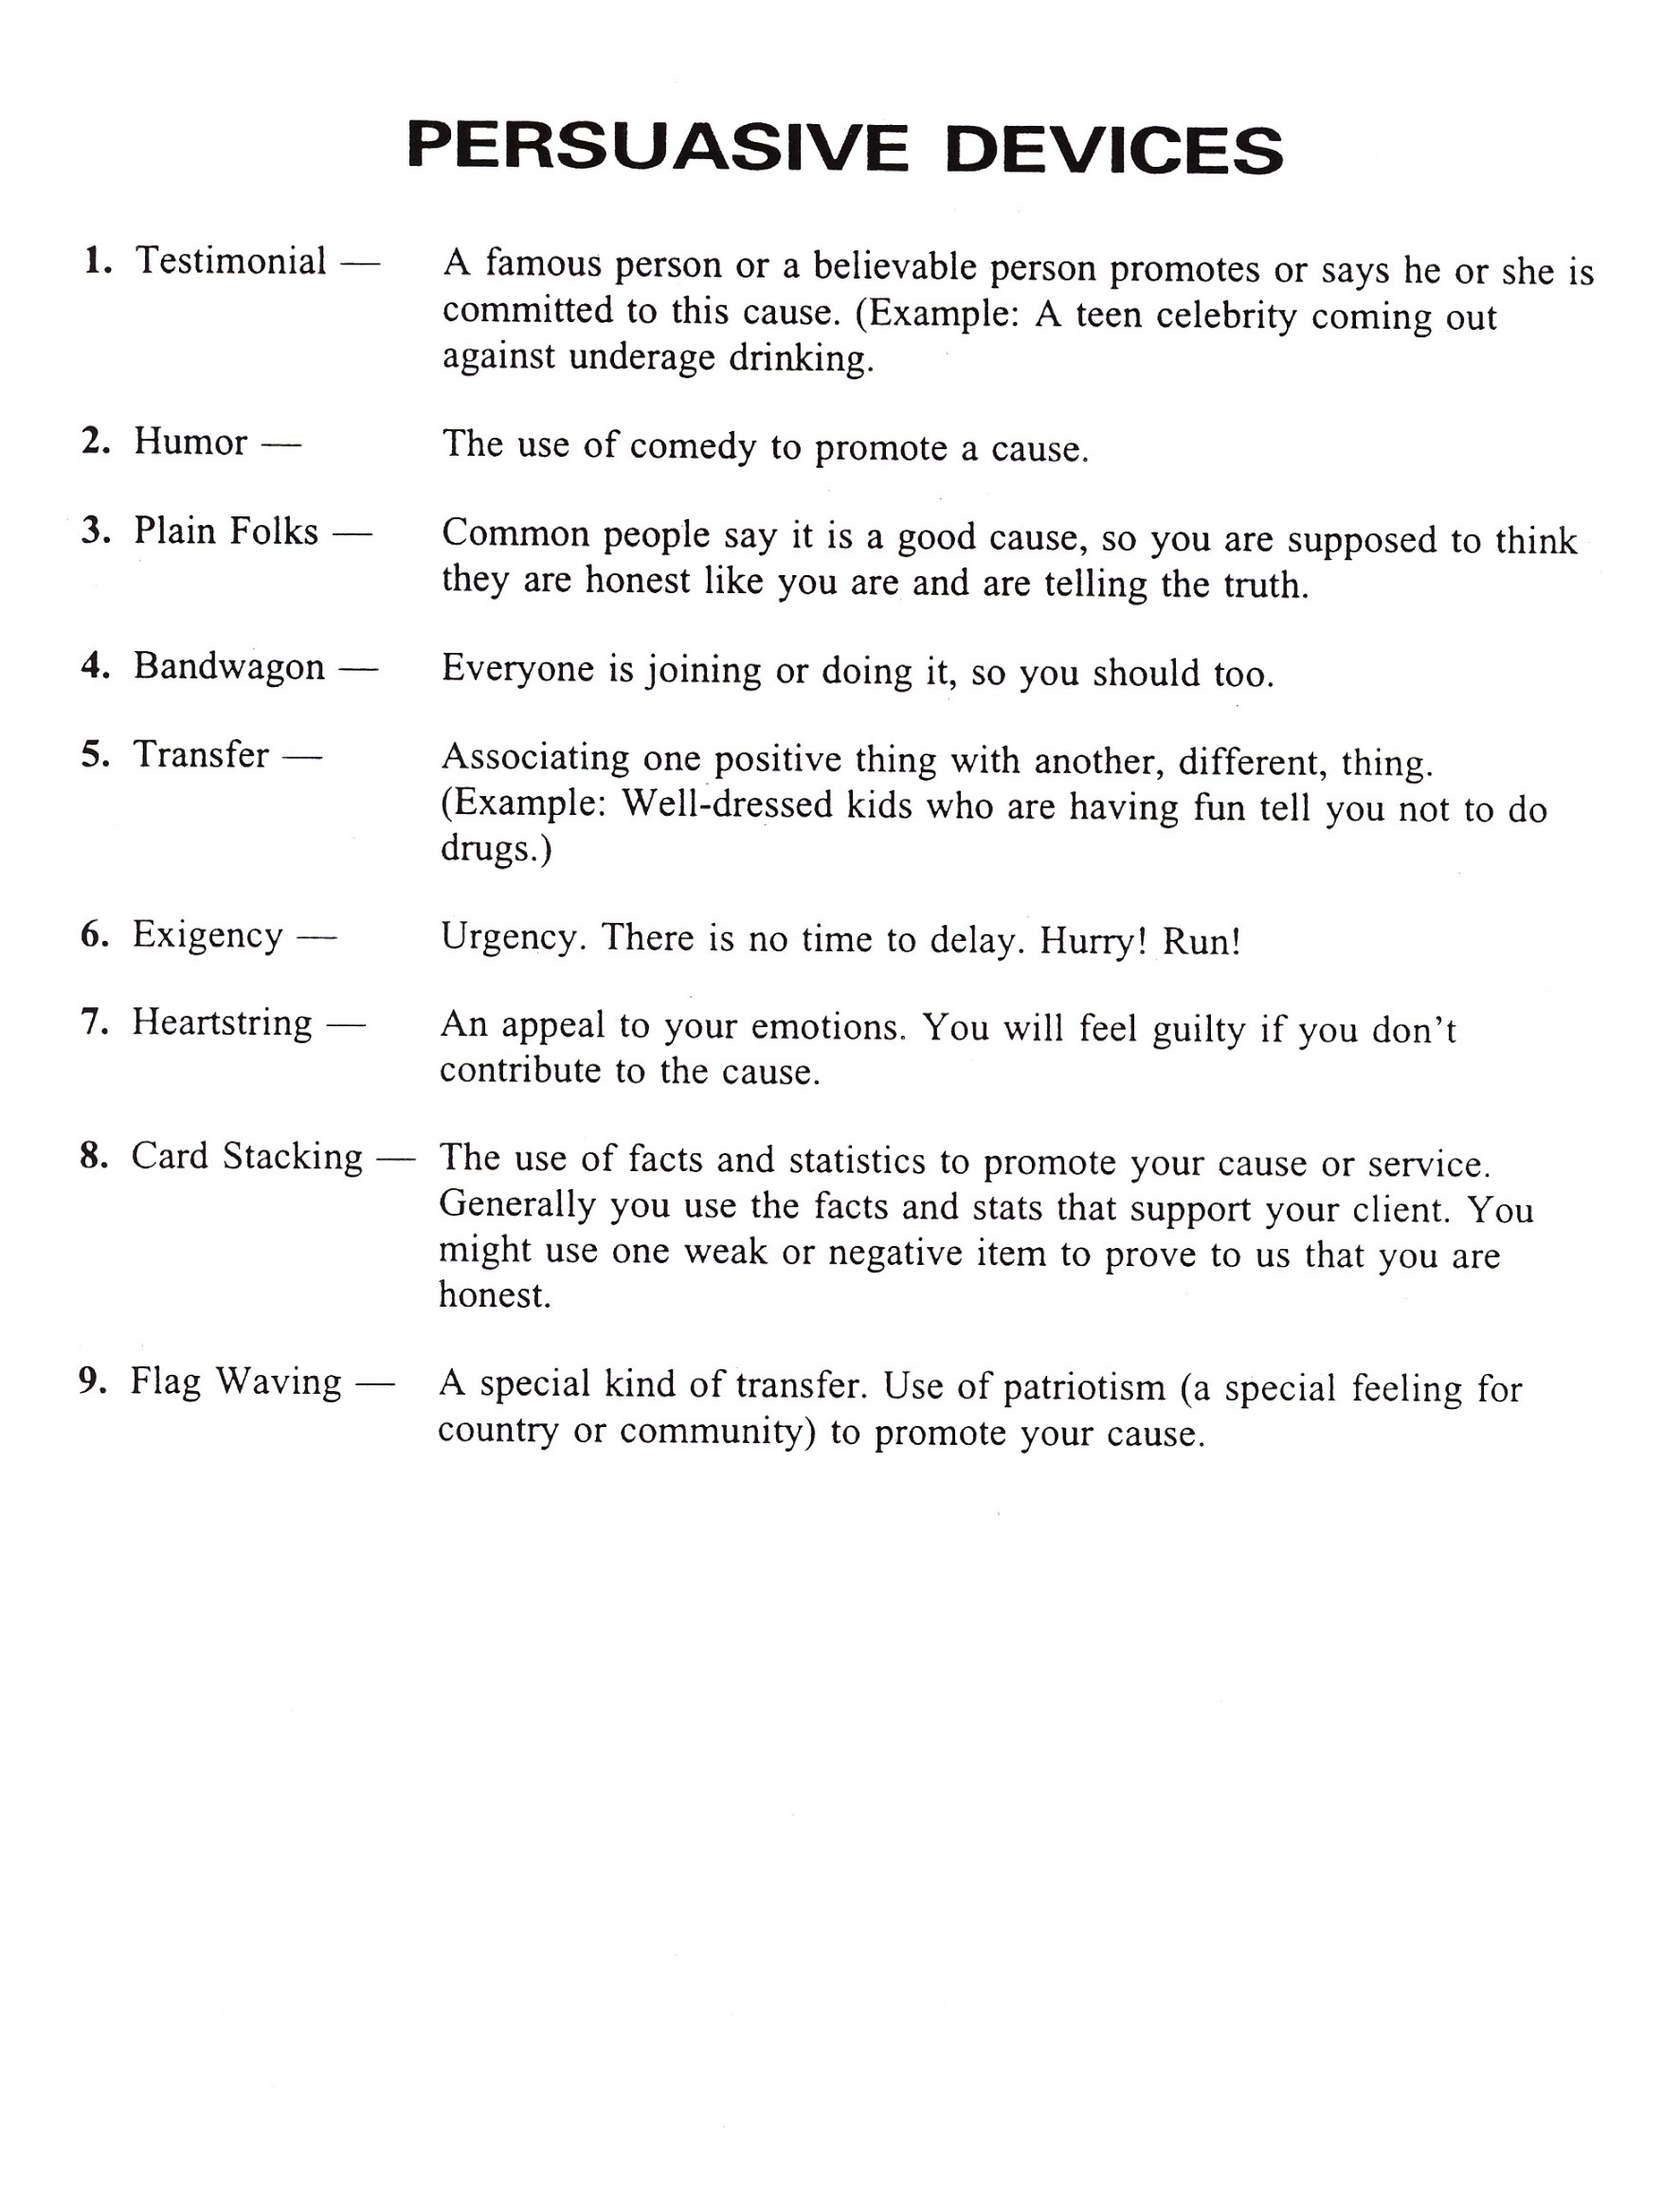 PERSUASIVE DEVICES
1. Testimonial — A famous person or a believable person promotes or says he or she is
committed to this cause. (Example: A teen celebrity coming out
against underage drinking.
2. Humor — The use of comedy to promote a cause.
3. Plain Folks — Common people say it is a good cause, so you are supposed to think
they are honest like you are and are telling the truth.
4. Bandwagon — Everyone is joining or doing it, so you should too.
5. Transfer — Associating one positive thing with another, different, thing.
(Example: Well-dressed kids who are having fun tell you not to do
drugs.)
6. Exigency — Urgency. There is no time to delay. Hurry! Run!
7. Heartstring — An appeal to your emotions. You will feel guilty if you don't
contribute to the cause.
8. Card Stacking — The use of facts and statistics to promote your cause or service.
Generally you use the facts and stats that support your client. You
might use one weak or negative item to prove to us that you are
honest.
9. Flag Waving — A special kind of transfer. Use of patriotism (a special feeling for
country or community) to promote your cause.